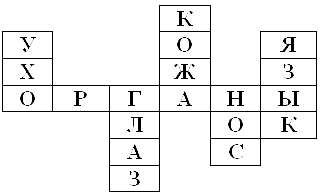 К
У О Я
Х Ж З
О Р Г А Н Ы
Л О К
А С
З